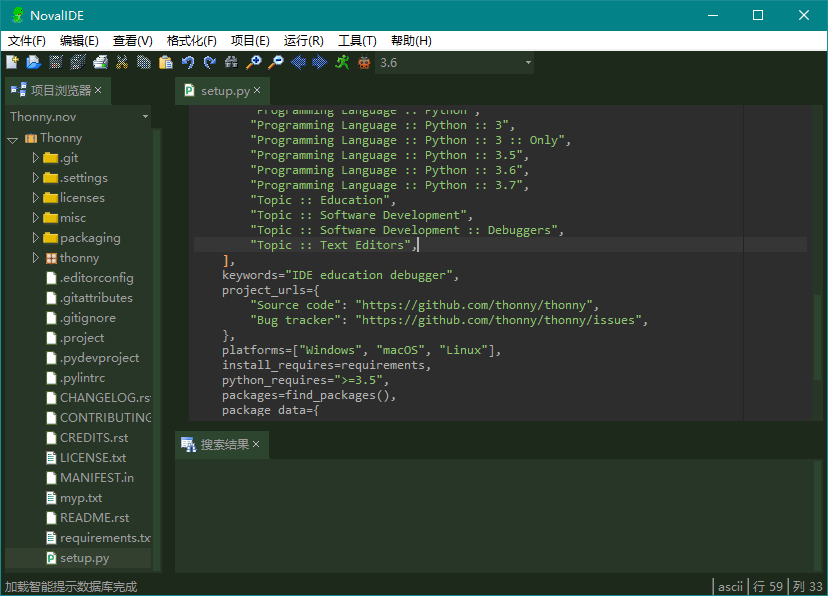 NovalIDE
文件(F) 编辑(E) 查看(V) 格式化(F) 项目(E) 运行(R) 工具(T) 帮助(H)
3.6
项目浏览器
Thonny.nov
Thonny
.git
.settings
licenses
misc
packaging
thonny
.editorconfig
.gitattributes
.gitignore
.project
.pydevproject
.pylintrc
CHANGELOG.rs
CONTRIBUTING
CREDITS.rst
LICENSE.txt
MANIFEST.in
myp.txt
README.rst
requirements.tx
setup.py
setup.py
"Programming Language :: Python",
"Programming Language :: Python :: 3",
"Programming Language :: Python :: 3 :: Only",
"Programming Language :: Python :: 3.5",
"Programming Language :: Python :: 3.6",
"Programming Language :: Python :: 3.7",
"Topic :: Education",
"Topic :: Software Development",
"Topic :: Software Development :: Debuggers",
"Topic :: Text Editors",
],
keywords="IDE education debugger",
project_urls={
"Source code": "https://github.com/thonny/thonny",
"Bug tracker": "https://github.com/thonny/thonny/issues",
},
platforms=["Windows", "macOS", "Linux"],
install_requires=requirements,
python_requires=">=3.5",
packages=find_packages(),
package_data={
搜索结果
加载智能提示数据库完成
ascii 行 59 列 33